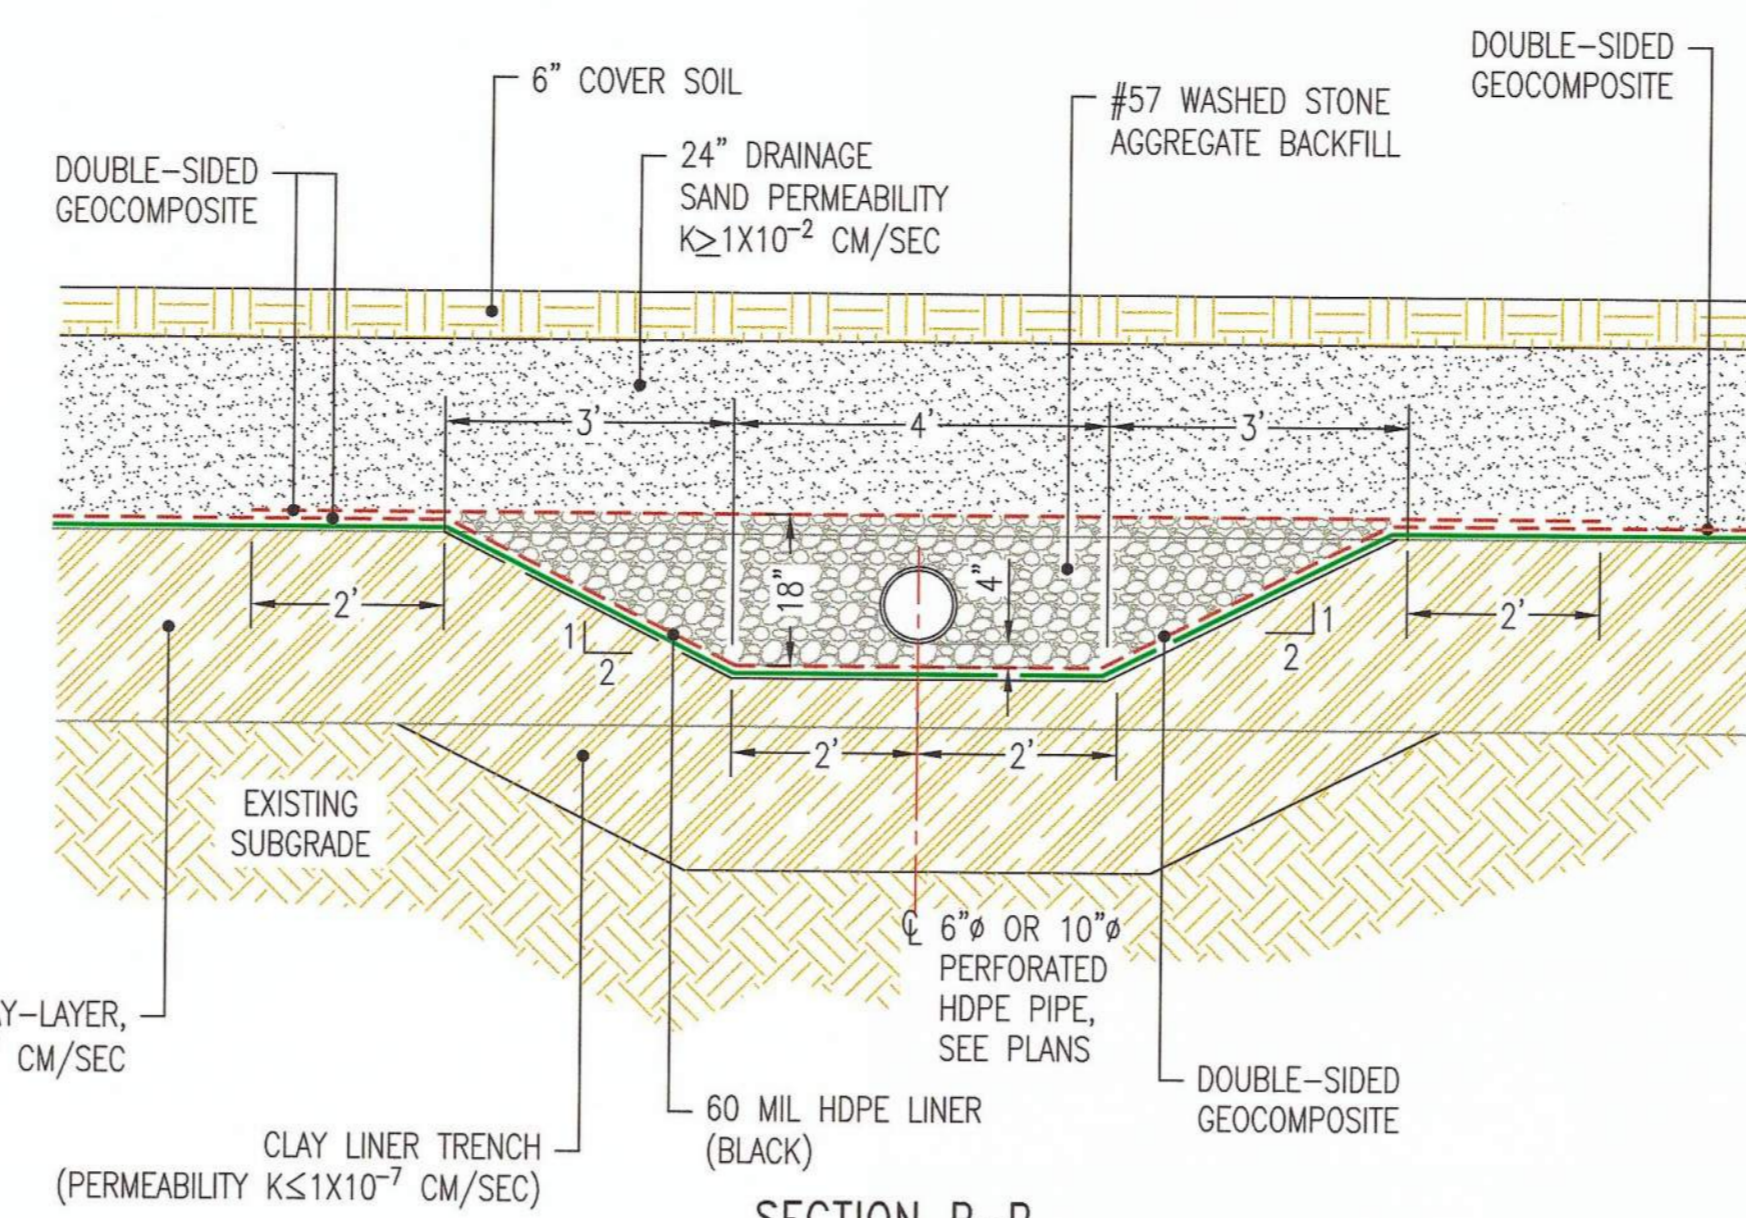 6” COVER SOIL
DOUBLE-SIDED
GEOCOMPOSITE
#57 WASHED STONE
AGGREGATE BACKFILL
24” DRAINAGE
SAND PERMEABILITY
K≥1X10⁻² CM/SEC
DOUBLE-SIDED
GEOCOMPOSITE
3'
4'
3'
18”
4”
2'
1
2
1
2
2'
2'
2'
EXISTING
SUBGRADE
℄ 6”ø OR 10”ø
PERFORATED
HDPE PIPE,
SEE PLANS
-LAYER,
CM/SEC
60 MIL HDPE LINER
(BLACK)
DOUBLE-SIDED
GEOCOMPOSITE
CLAY LINER TRENCH
(PERMEABILITY K≤1X10⁻⁷ CM/SEC)
SECTION